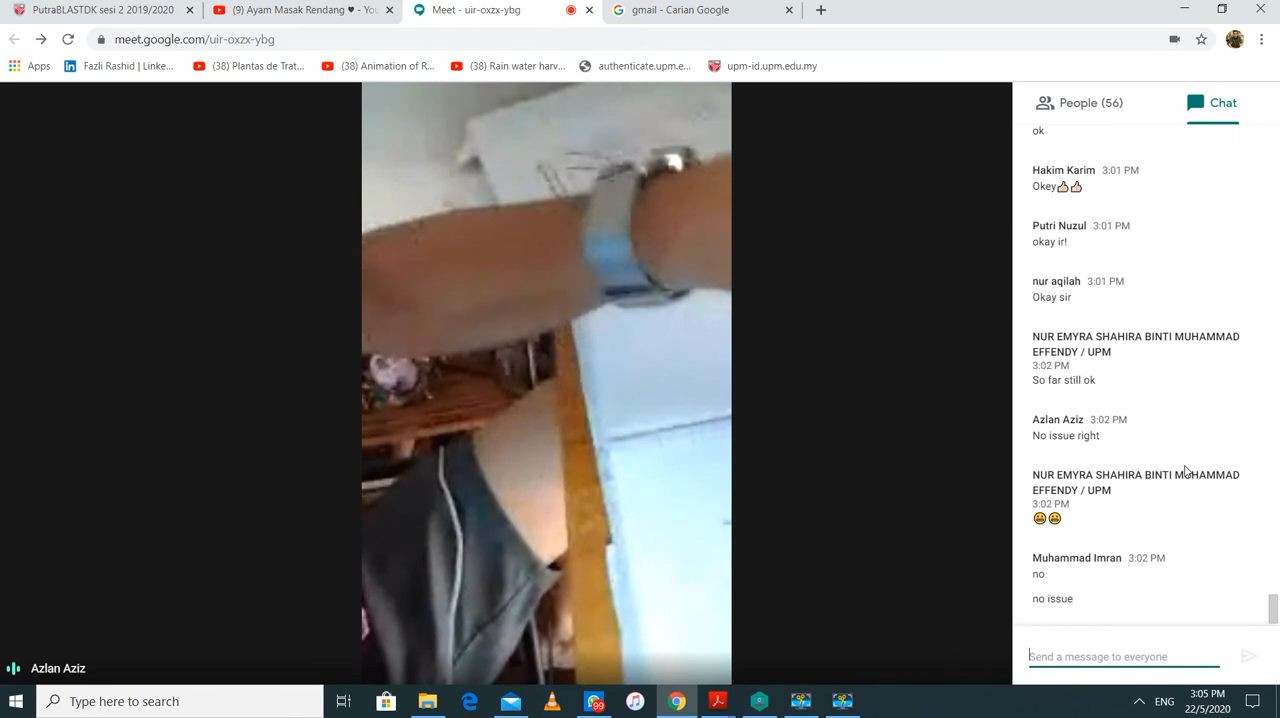 PutraBLASTDK sesi 2 2019/2020
(9) Ayam Masak Rendang ♥ - You
Meet - uir-oxzx-ybg
gmail - Carian Google
meet.google.com/uir-oxzx-ybg
Apps
Fazli Rashid | Linke...
(38) Plantas de Trat...
(38) Animation of R...
(38) Rain water harv...
authenticate.upm.e...
upm-id.upm.edu.my
People (56)
Chat
ok
Hakim Karim 3:01 PM
Okey👍🏻👍🏻
Putri Nuzul 3:01 PM
okay ir!
nur aqilah 3:01 PM
Okay sir
NUR EMYRA SHAHIRA BINTI MUHAMMAD
EFFENDY / UPM
3:02 PM
So far still ok
Azlan Aziz 3:02 PM
No issue right
NUR EMYRA SHAHIRA BINTI MUHAMMAD
EFFENDY / UPM
3:02 PM
Muhammad Imran 3:02 PM
no
no issue
Send a message to everyone
Azlan Aziz
Type here to search
99
ENG
3:05 PM
22/5/2020